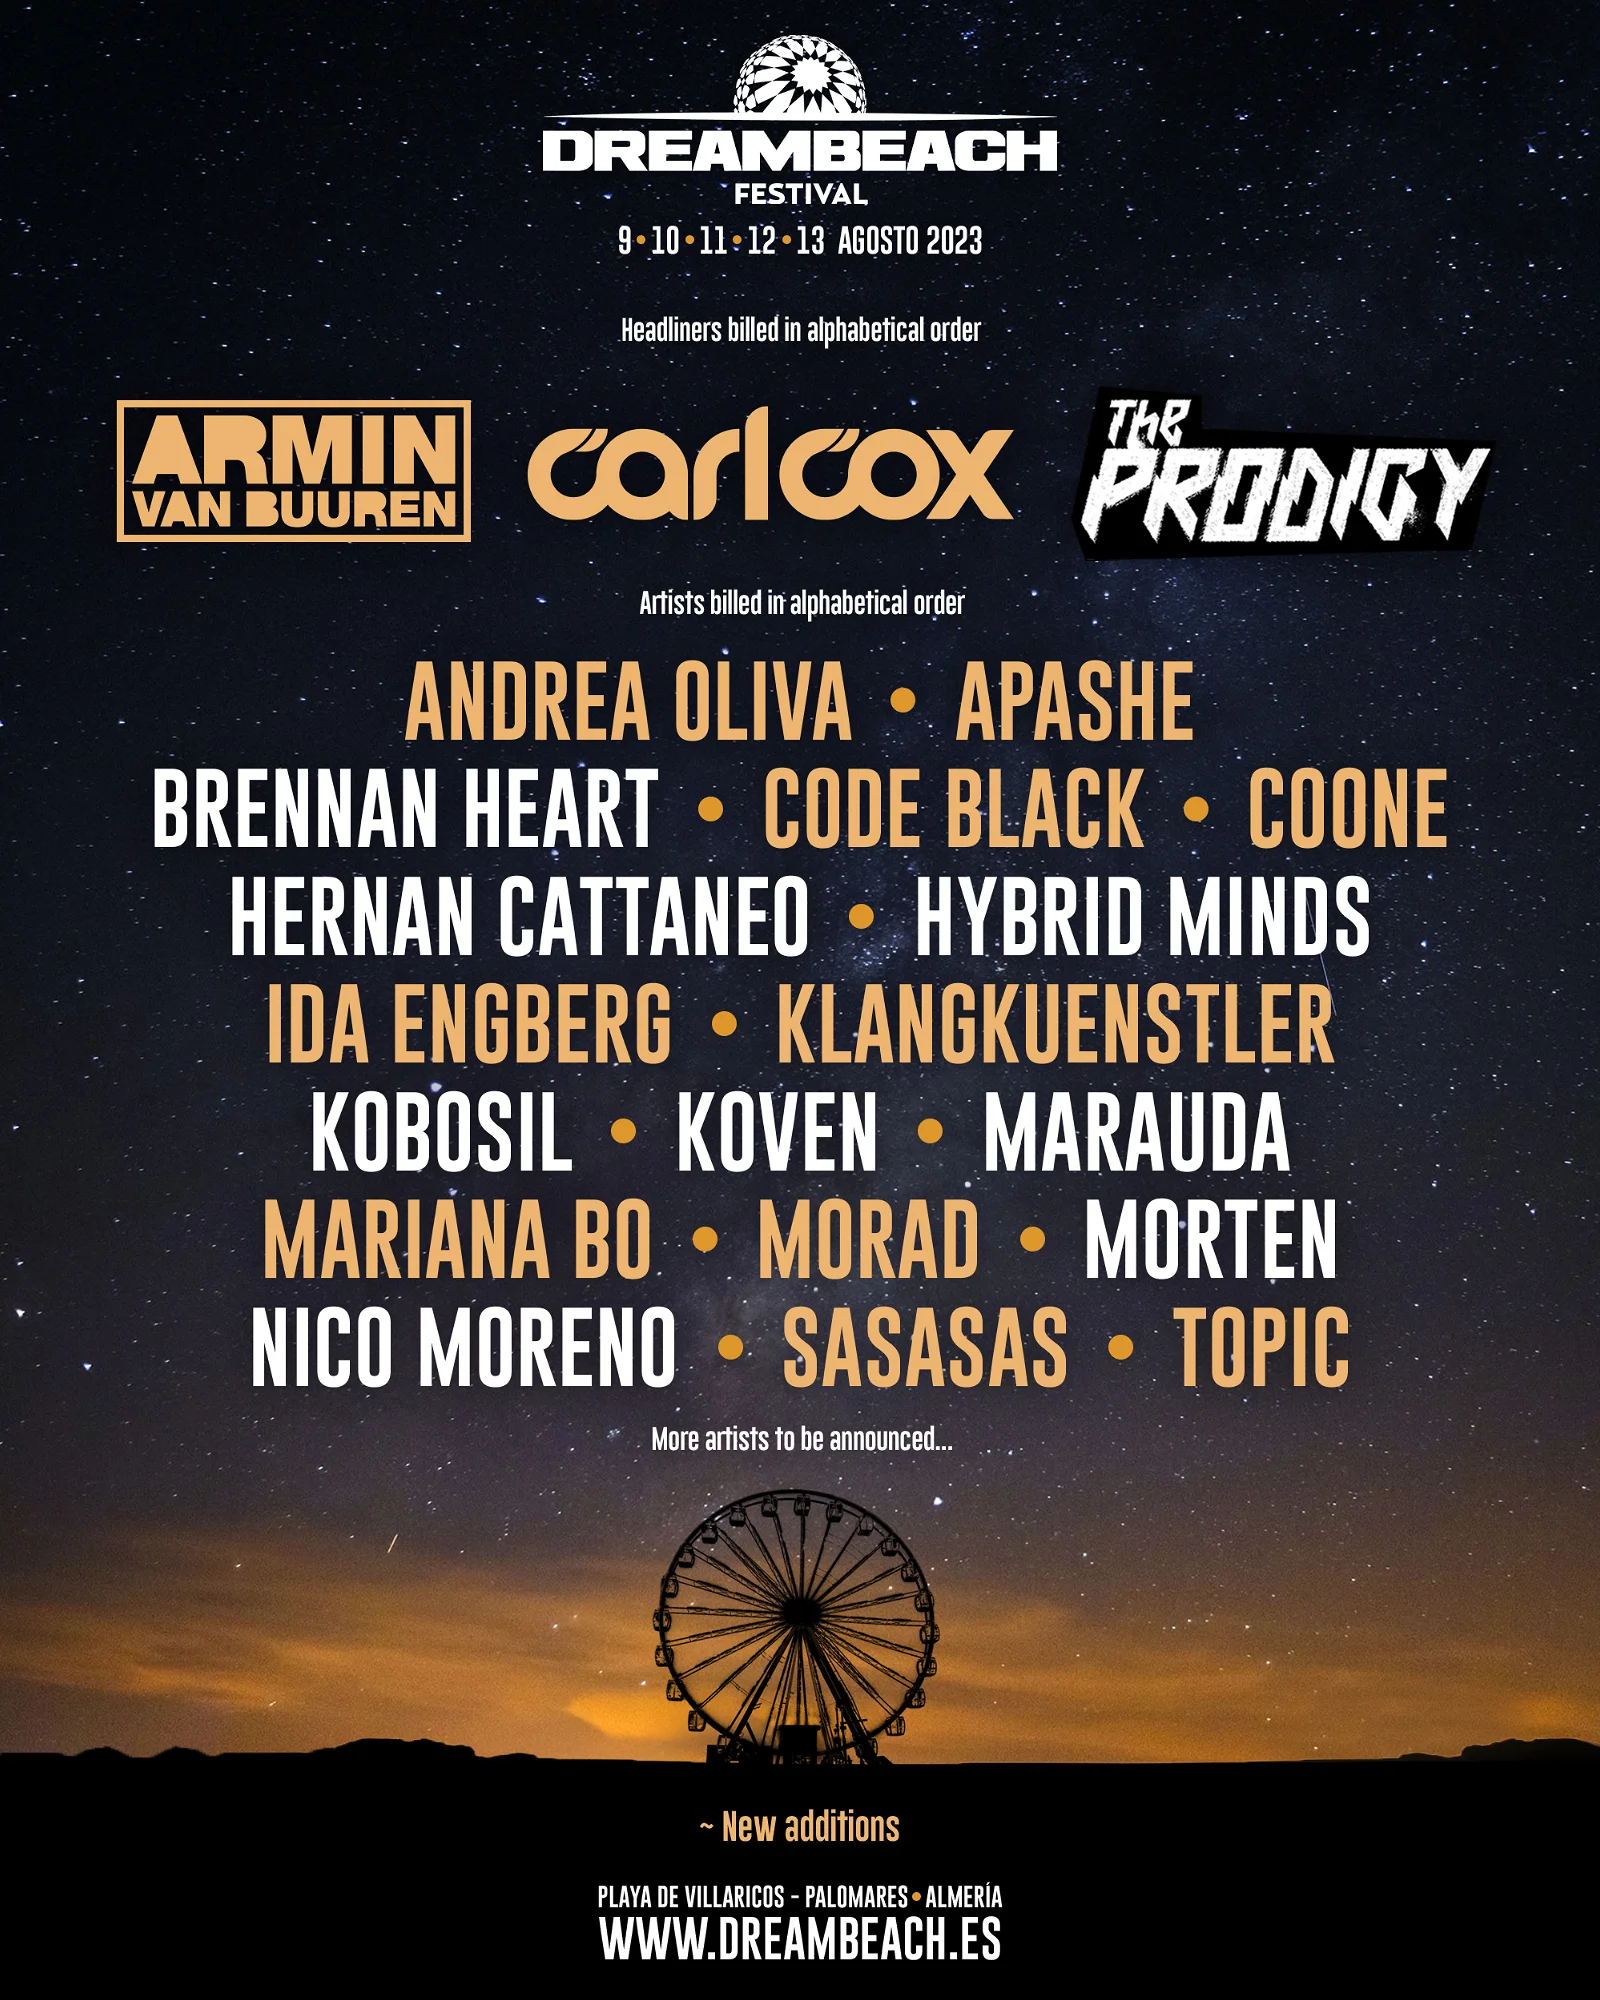 DREAMBEACH
FESTIVAL
9•10•11•12•13 AGOSTO 2023
Headliners billed in alphabetical order
ARMIN
VAN BUUREN
carl cox
The
PRODIGY
Artists billed in alphabetical order
ANDREA OLIVA • APASHE
BRENNAN HEART • CODE BLACK • COONE
HERNAN CATTANEO • HYBRID MINDS
IDA ENGBERG • KLANGKUENSTLER
KOBOSIL • KOVEN • MARAUDA
MARIANA BO • MORAD • MORTEN
NICO MORENO • SASASAS • TOPIC
More artists to be announced...
~ New additions
PLAYA DE VILLARICOS - PALOMARES • ALMERÍA
WWW.DREAMBEACH.ES